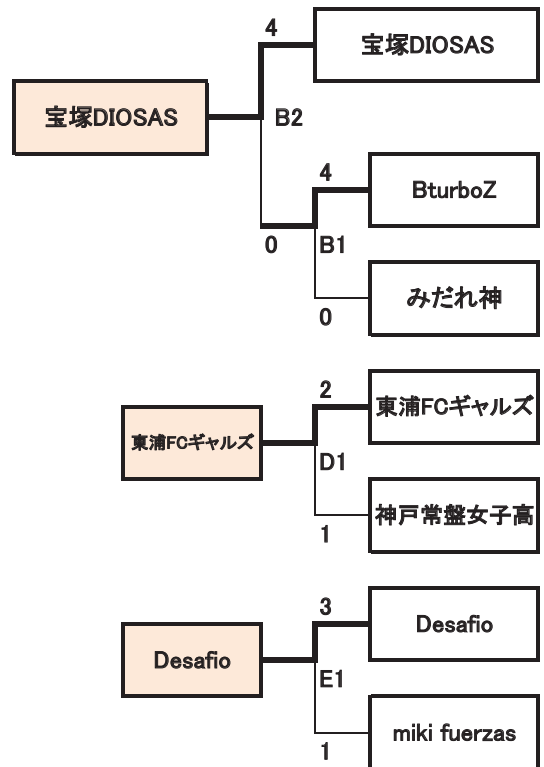 4
宝塚DIOSAS
宝塚DIOSAS
B2
4
BturboZ
0
B1
みだれ神
0
2
東浦FCギャルズ
東浦FCギャルズ
D1
神戸常盤女子高
1
3
Desafio
Desafio
E1
miki fuerzas
1